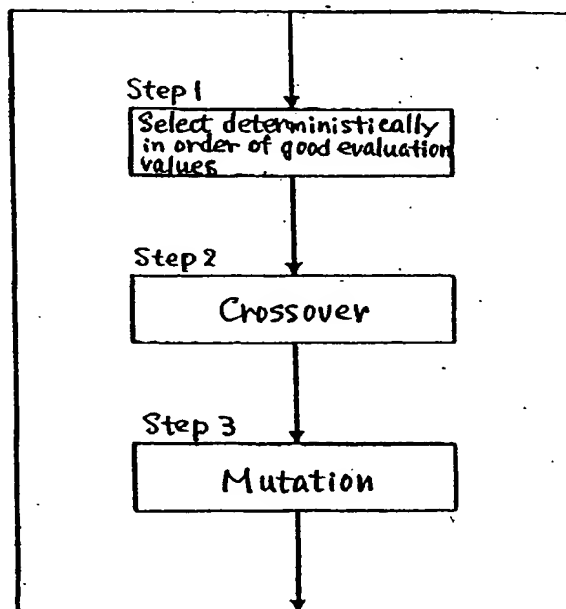 Step 1
Select deterministically
in order of good evaluation
values
Step 2
Crossover
Step 3
Mutation